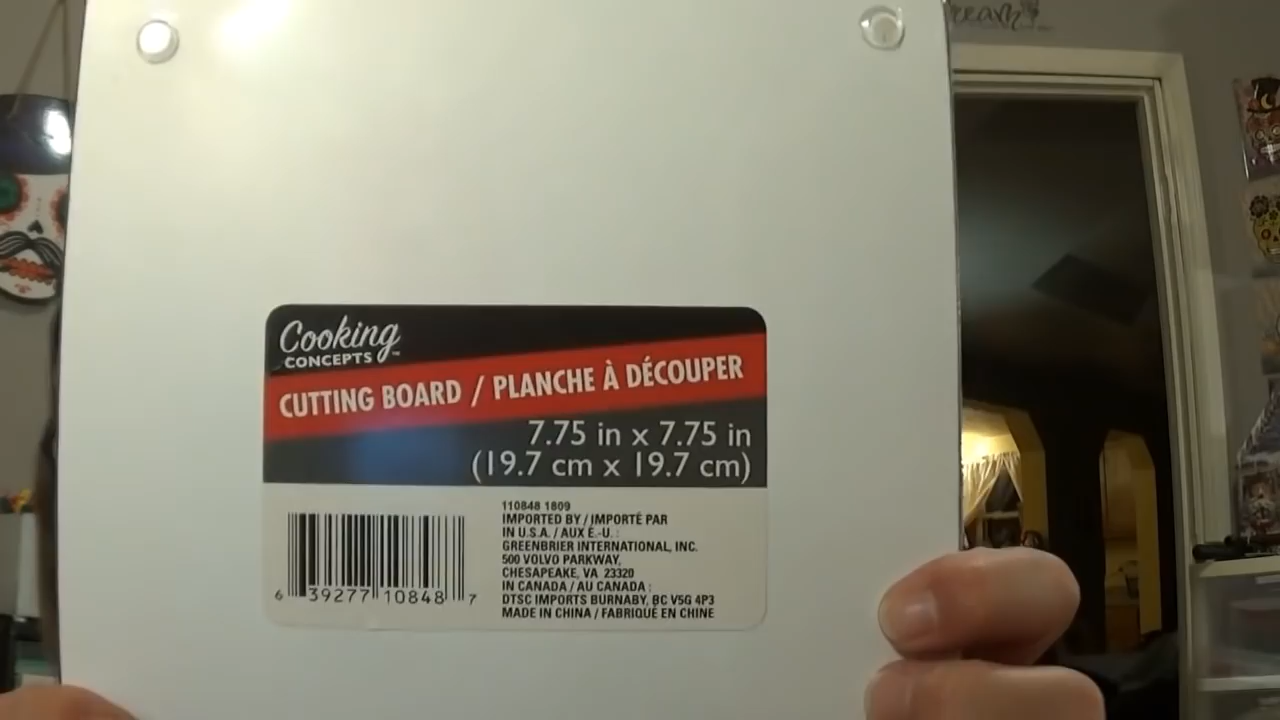 Cooking
CONCEPTS™
CUTTING BOARD / PLANCHE À DÉCOUPER
7.75 in x 7.75 in
(19.7 cm x 19.7 cm)
110848 1809
IMPORTED BY / IMPORTÉ PAR
IN U.S.A. / AUX É.-U. :
GREENBRIER INTERNATIONAL, INC.
500 VOLVO PARKWAY,
CHESAPEAKE, VA 23320
IN CANADA / AU CANADA :
DTSC IMPORTS BURNABY, BC V5G 4P3
MADE IN CHINA / FABRIQUÉ EN CHINE
6 39277 10848 7